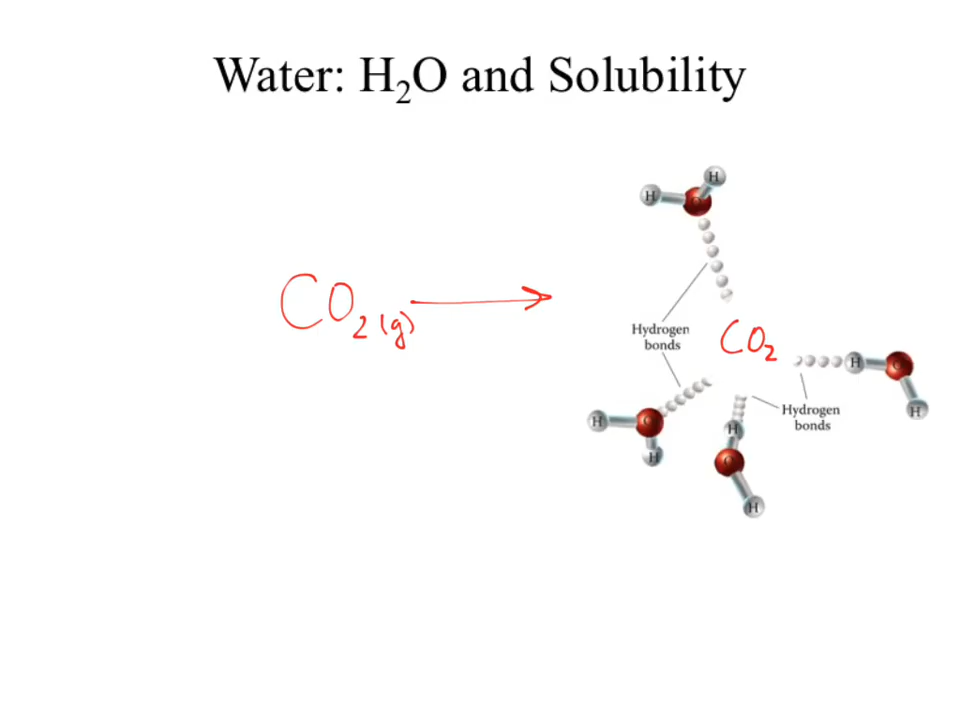 Water: H₂O and Solubility
H
H
O
CO₂(g)
Hydrogen
bonds
CO₂
H
O
H
Hydrogen
bonds
H
O
H
H
O
H